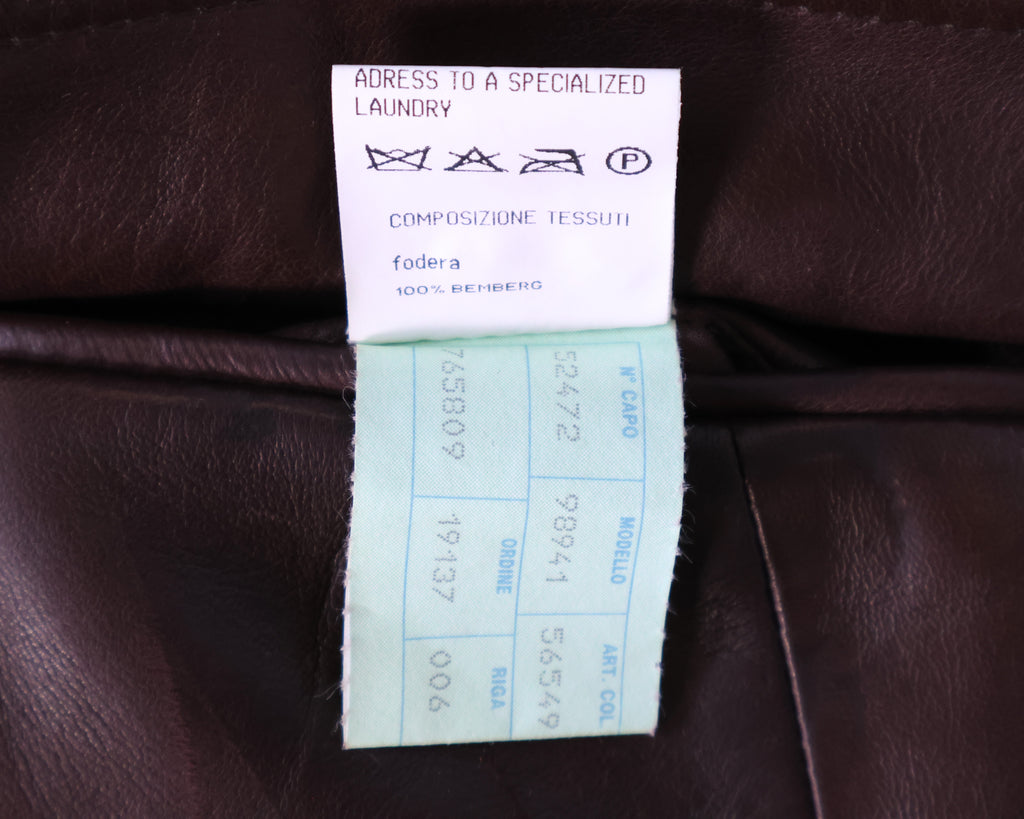 ADRESS TO A SPECIALIZED
LAUNDRY
P
COMPOSIZIONE TESSUTI
fodera
100% BEMBERG
N° CAPO MODELLO ART. COL
52472 98941 56549
ORDINE RIGA
765809 19137 006